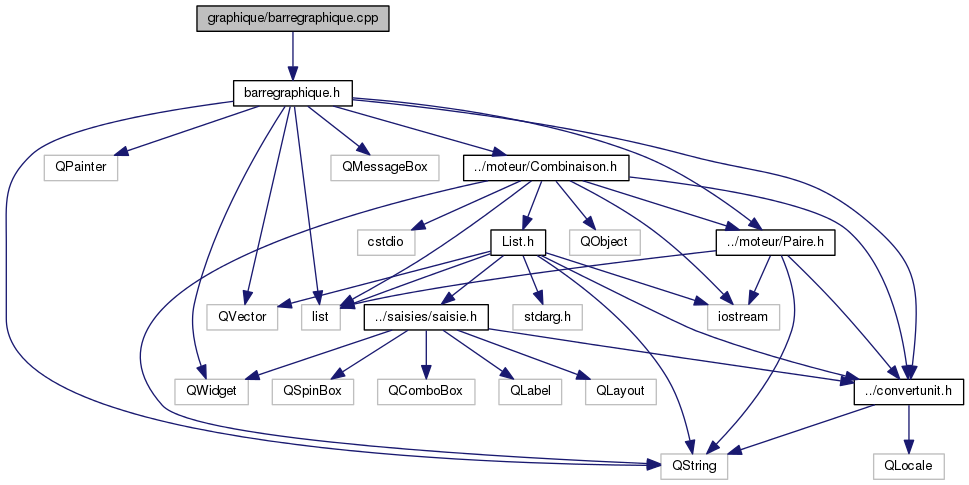 graphique/barregraphique.cpp
barregraphique.h
QPainter
QMessageBox
../moteur/Combinaison.h
cstdio
List.h
QObject
../moteur/Paire.h
QVector
list
../saisies/saisie.h
stdarg.h
iostream
QWidget
QSpinBox
QComboBox
QLabel
QLayout
../convertunit.h
QString
QLocale